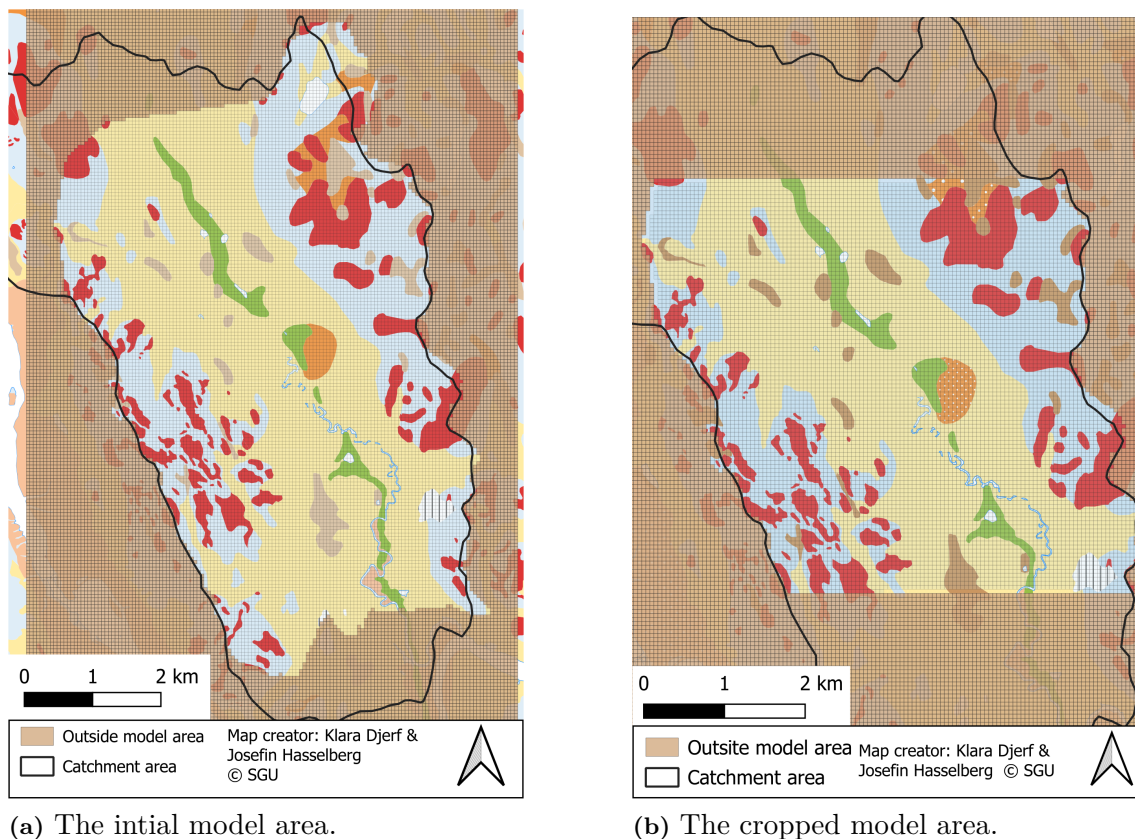 0 1 2 km
Outside model area
Catchment area
Map creator: Klara Djerf &
Josefin Hasselberg
© SGU
(a) The intial model area.
0 1 2 km
Outsite model area
Catchment area
Map creator: Klara Djerf &
Josefin Hasselberg © SGU
(b) The cropped model area.